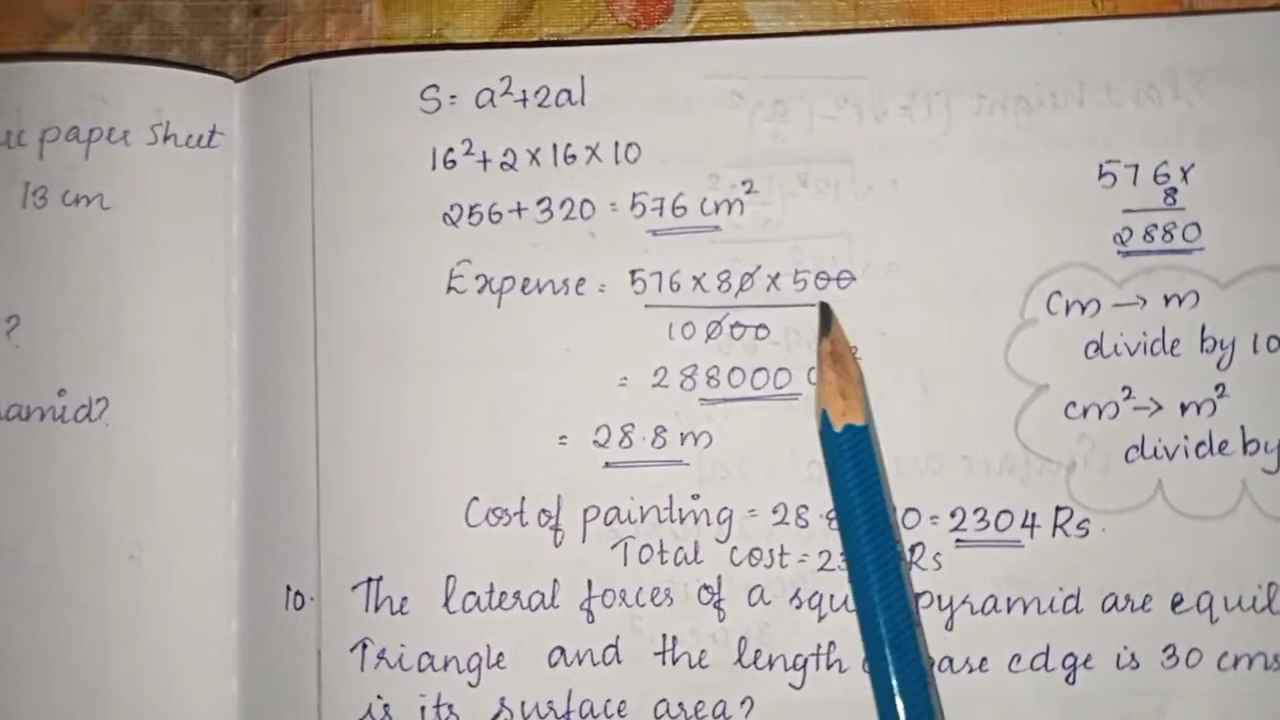 paper sheet
13 cm
?
amid?
S = a²+2al
16² + 2 × 16 × 10
256 + 320 = 576 cm²
Expense = 576 × 80 × 500
10000
= 288000
= 28.8 m
Cost of painting = 28.8 0 = 2304 Rs.
Total cost = 23 Rs
10. The lateral forces of a squ pyramid are equil
Triangle and the length base edge is 30 cms
is its surface area?
576 ×
8
2880
cm → m
divide by 10
cm² → m²
divide by